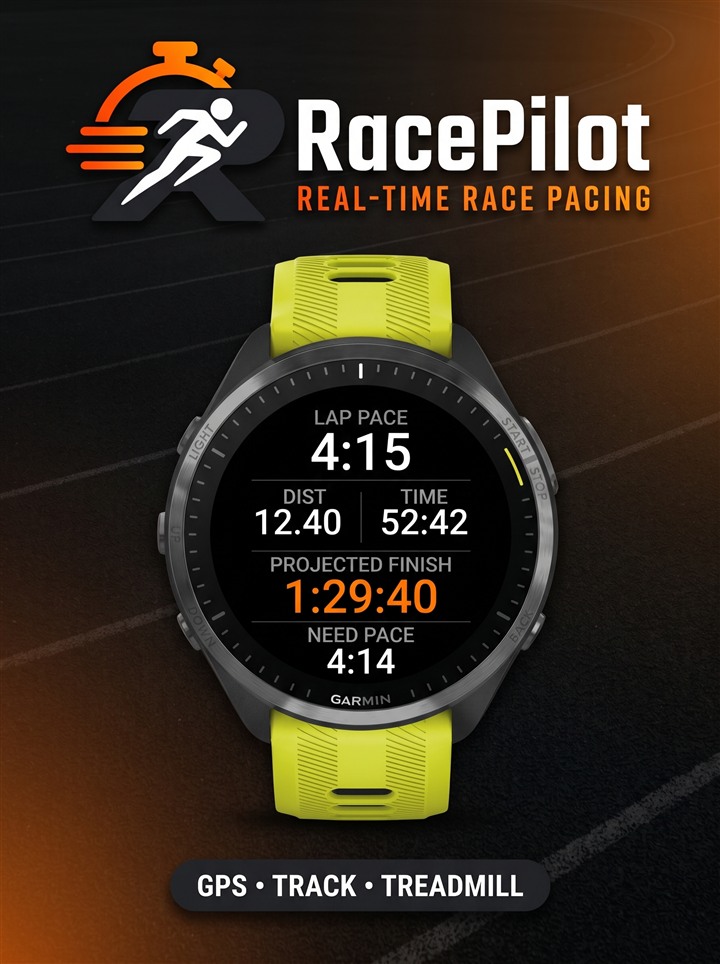 RacePilot
REAL-TIME RACE PACING
LIGHT
START
STOP
UP
DOWN
BACK
LAP PACE
4:15
DIST TIME
12.40 52:42
PROJECTED FINISH
1:29:40
NEED PACE
4:14
GARMIN
GPS • TRACK • TREADMILL